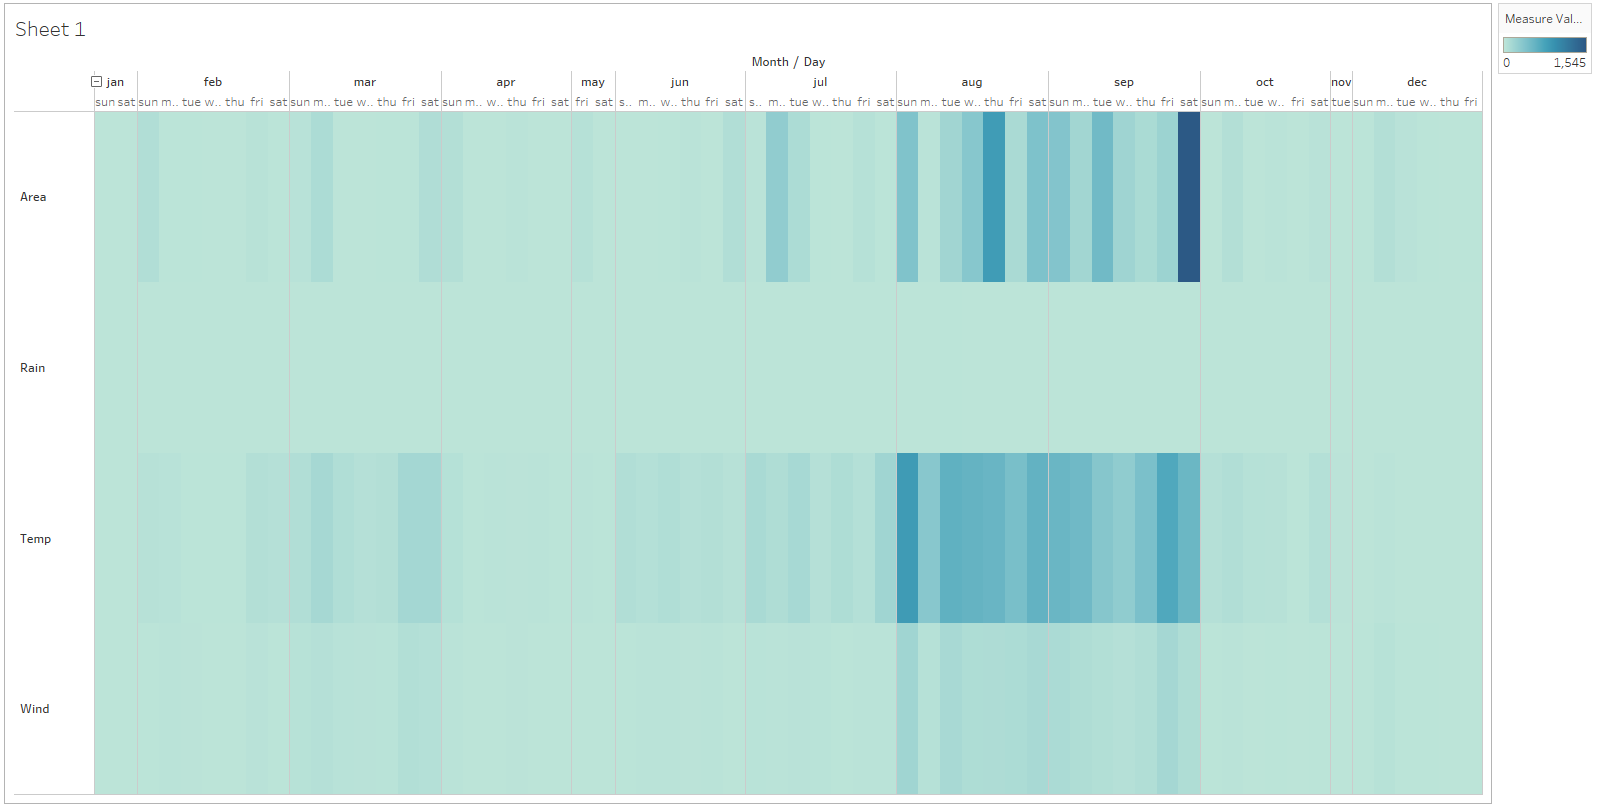 Sheet 1
Measure Val...
0 1,545
Month / Day
jan feb mar apr may jun jul aug sep oct nov dec
sun sat sun m.. tue w.. thu fri sat sun m.. tue w.. thu fri sat sun m.. w.. thu fri sat fri sat s.. m.. w.. thu fri sat s.. m.. tue w.. thu fri sat sun m.. tue w.. thu fri sat sun m.. tue w.. thu fri sat sun m.. tue w.. fri sat tue sun m.. tue w.. thu fri
Area
Rain
Temp
Wind